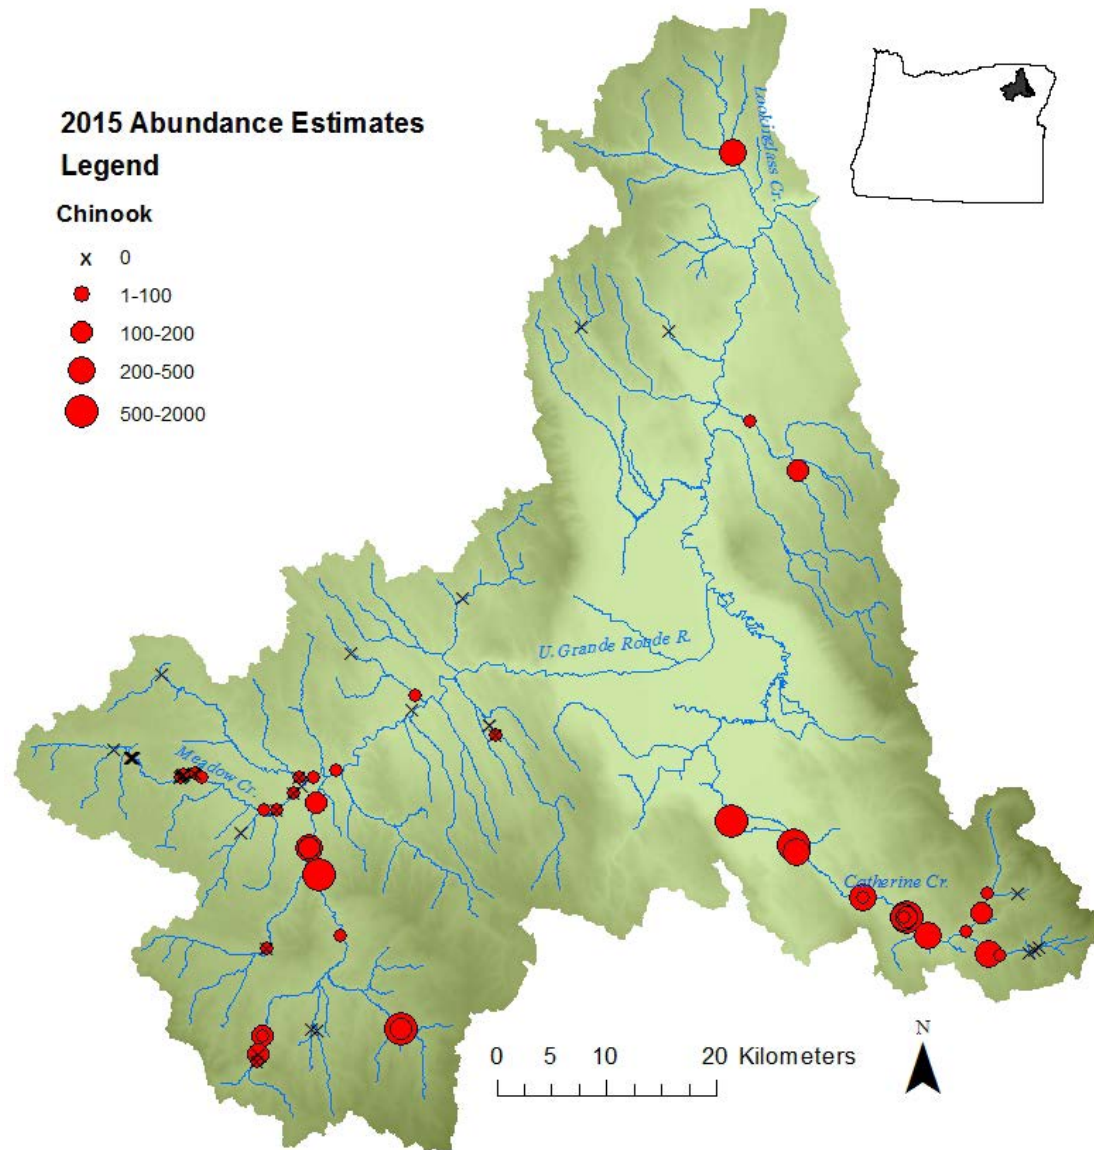 2015 Abundance Estimates
Legend
Chinook
x 0
1-100
100-200
200-500
500-2000
Lookinglass Cr.
U. Grande Ronde R.
Meadow Cr.
Catherine Cr.
N
0 5 10 20 Kilometers